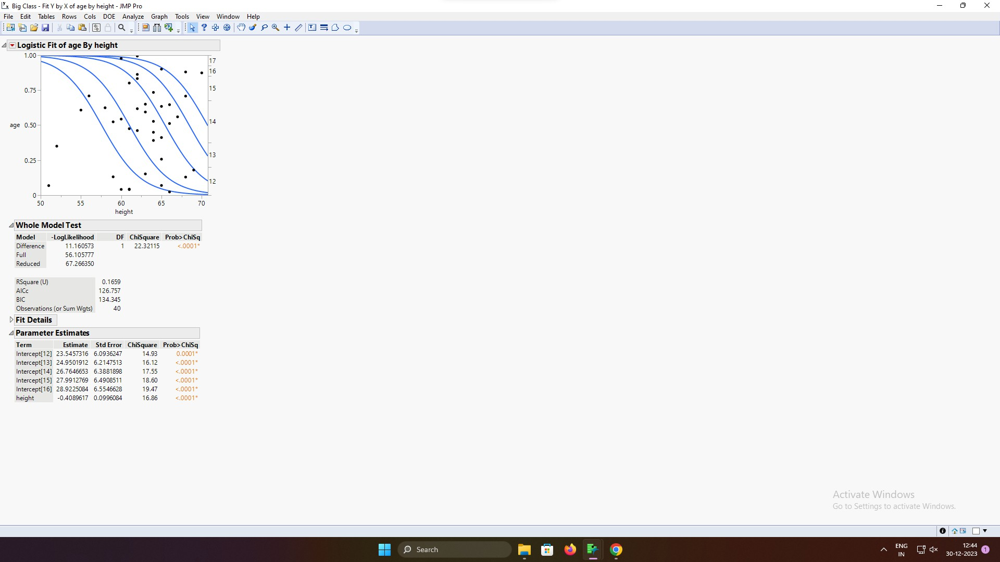 Big Class - Fit Y by X of age by height - JMP Pro
File Edit Tables Rows Cols DOE Analyze Graph Tools View Window Help
Logistic Fit of age By height
1.00
0.75
age 0.50
0.25
0
17
16
15
14
13
12
50 55 60 65 70
height
Whole Model Test
Model -LogLikelihood DF ChiSquare Prob>ChiSq
Difference 11.160573 1 22.32115 <.0001*
Full 56.105777
Reduced 67.266350
RSquare (U) 0.1659
AICc 126.757
BIC 134.345
Observations (or Sum Wgts) 40
Fit Details
Parameter Estimates
Term Estimate Std Error ChiSquare Prob>ChiSq
Intercept[12] 23.5457316 6.0936247 14.93 0.0001*
Intercept[13] 24.9501912 6.2147513 16.12 <.0001*
Intercept[14] 26.7646653 6.3881898 17.55 <.0001*
Intercept[15] 27.9912769 6.4908511 18.60 <.0001*
Intercept[16] 28.9225084 6.5546628 19.47 <.0001*
height -0.4089617 0.0996084 16.86 <.0001*
Activate Windows
Go to Settings to activate Windows.
Search
ENG
IN
12:44
30-12-2023
1